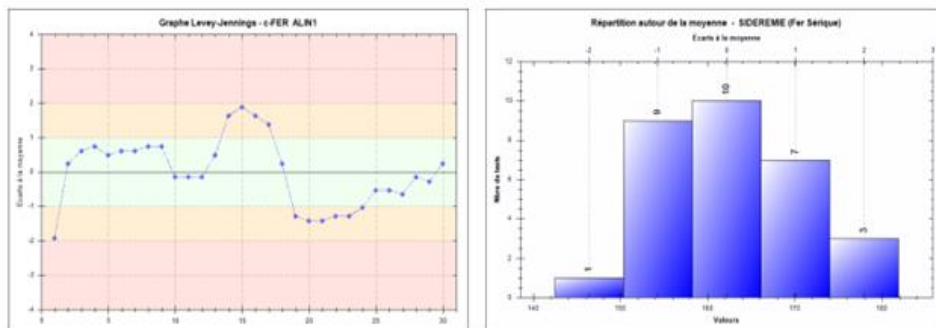 Graphe Levey-Jennings - c-FER ALIN1
Ecarts à la moyenne
4
3
2
1
0
-1
-2
-3
-4
0 5 10 15 20 25 30
Répartition autour de la moyenne - SIDEREMIE (Fer Sérique)
Ecarts à la moyenne
-2 -1 0 1 2 3
Nbre de tests
12
10
8
6
4
2
0
1 9 10 7 3
140 150 160 170 180
Valeurs